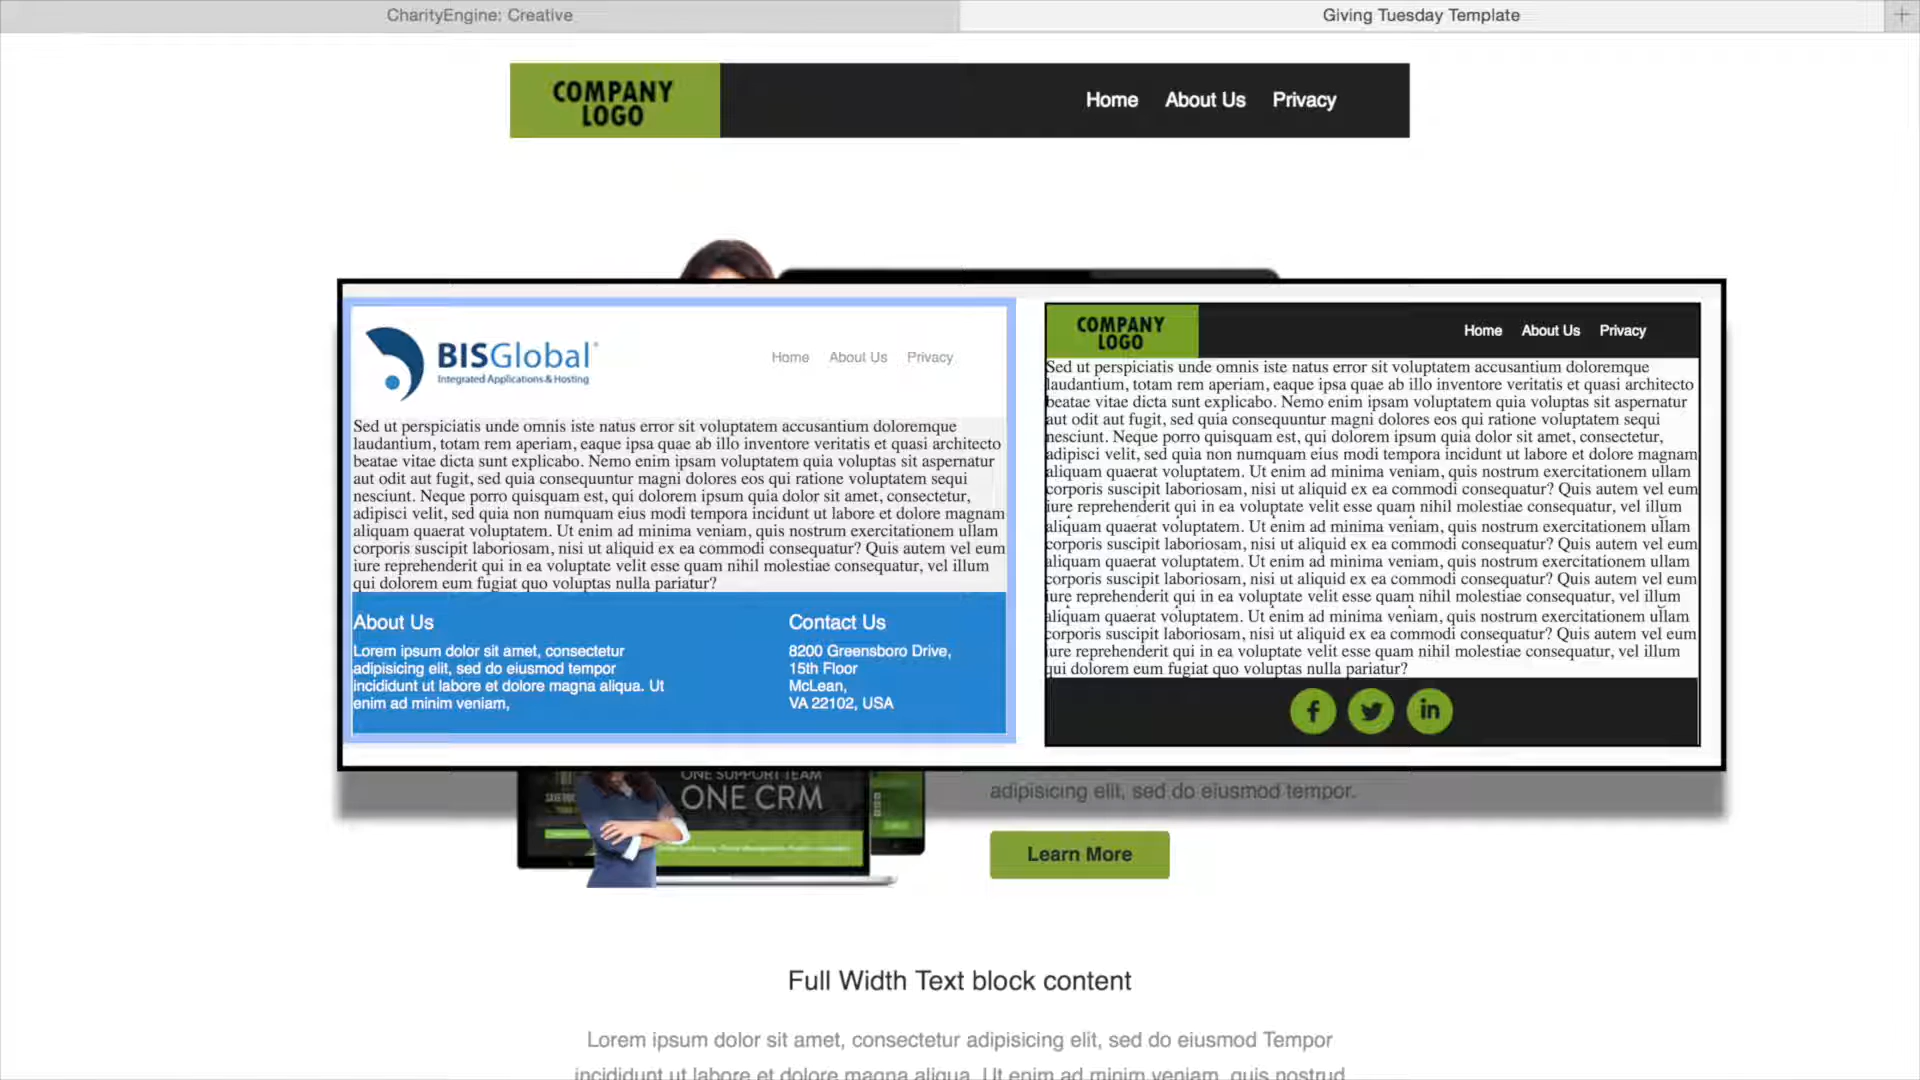 CharityEngine: Creative
Giving Tuesday Template
COMPANY
LOGO
Home About Us Privacy
BISGlobal
Integrated Applications & Hosting
Home About Us Privacy
Sed ut perspiciatis unde omnis iste natus error sit voluptatem accusantium doloremque
laudantium, totam rem aperiam, eaque ipsa quae ab illo inventore veritatis et quasi architecto
beatae vitae dicta sunt explicabo. Nemo enim ipsam voluptatem quia voluptas sit aspernatur
aut odit aut fugit, sed quia consequuntur magni dolores eos qui ratione voluptatem sequi
nesciunt. Neque porro quisquam est, qui dolorem ipsum quia dolor sit amet, consectetur,
adipisci velit, sed quia non numquam eius modi tempora incidunt ut labore et dolore magnam
aliquam quaerat voluptatem. Ut enim ad minima veniam, quis nostrum exercitationem ullam
corporis suscipit laboriosam, nisi ut aliquid ex ea commodi consequatur? Quis autem vel eum
iure reprehenderit qui in ea voluptate velit esse quam nihil molestiae consequatur, vel illum
qui dolorem eum fugiat quo voluptas nulla pariatur?
About Us
Lorem ipsum dolor sit amet, consectetur
adipisicing elit, sed do eiusmod tempor
incididunt ut labore et dolore magna aliqua. Ut
enim ad minim veniam,
Contact Us
8200 Greensboro Drive,
15th Floor
McLean,
VA 22102, USA
COMPANY
LOGO
Home About Us Privacy
Sed ut perspiciatis unde omnis iste natus error sit voluptatem accusantium doloremque
laudantium, totam rem aperiam, eaque ipsa quae ab illo inventore veritatis et quasi architecto
beatae vitae dicta sunt explicabo. Nemo enim ipsam voluptatem quia voluptas sit aspernatur
aut odit aut fugit, sed quia consequuntur magni dolores eos qui ratione voluptatem sequi
nesciunt. Neque porro quisquam est, qui dolorem ipsum quia dolor sit amet, consectetur,
adipisci velit, sed quia non numquam eius modi tempora incidunt ut labore et dolore magnam
aliquam quaerat voluptatem. Ut enim ad minima veniam, quis nostrum exercitationem ullam
corporis suscipit laboriosam, nisi ut aliquid ex ea commodi consequatur? Quis autem vel eum
iure reprehenderit qui in ea voluptate velit esse quam nihil molestiae consequatur, vel illum
aliquam quaerat voluptatem. Ut enim ad minima veniam, quis nostrum exercitationem ullam
corporis suscipit laboriosam, nisi ut aliquid ex ea commodi consequatur? Quis autem vel eum
aliquam quaerat voluptatem. Ut enim ad minima veniam, quis nostrum exercitationem ullam
corporis suscipit laboriosam, nisi ut aliquid ex ea commodi consequatur? Quis autem vel eum
iure reprehenderit qui in ea voluptate velit esse quam nihil molestiae consequatur, vel illum
aliquam quaerat voluptatem. Ut enim ad minima veniam, quis nostrum exercitationem ullam
corporis suscipit laboriosam, nisi ut aliquid ex ea commodi consequatur? Quis autem vel eum
iure reprehenderit qui in ea voluptate velit esse quam nihil molestiae consequatur, vel illum
qui dolorem eum fugiat quo voluptas nulla pariatur?
f in
ONE SUPPORT TEAM
ONE CRM
adipisicing elit, sed do eiusmod tempor.
Learn More
Full Width Text block content
Lorem ipsum dolor sit amet, consectetur adipisicing elit, sed do eiusmod Tempor
incididunt ut labore et dolore magna aliqua. Ut enim ad minim veniam, quis nostrud